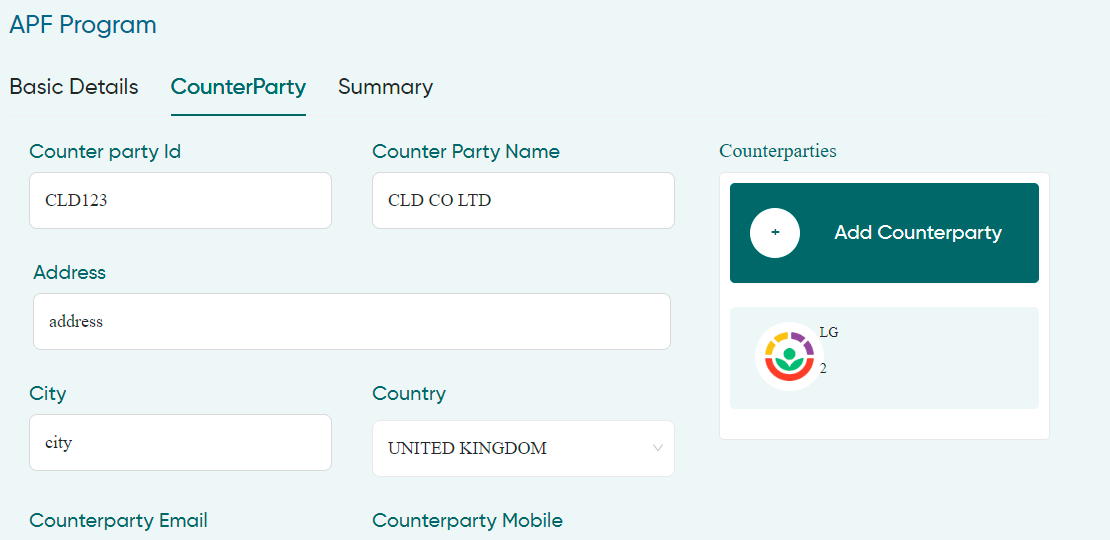 APF Program
Basic Details CounterParty Summary
Counter party Id Counter Party Name Counterparties
CLD123 CLD CO LTD
+ Add Counterparty
Address
address
LG
2
City Country
city UNITED KINGDOM
Counterparty Email Counterparty Mobile